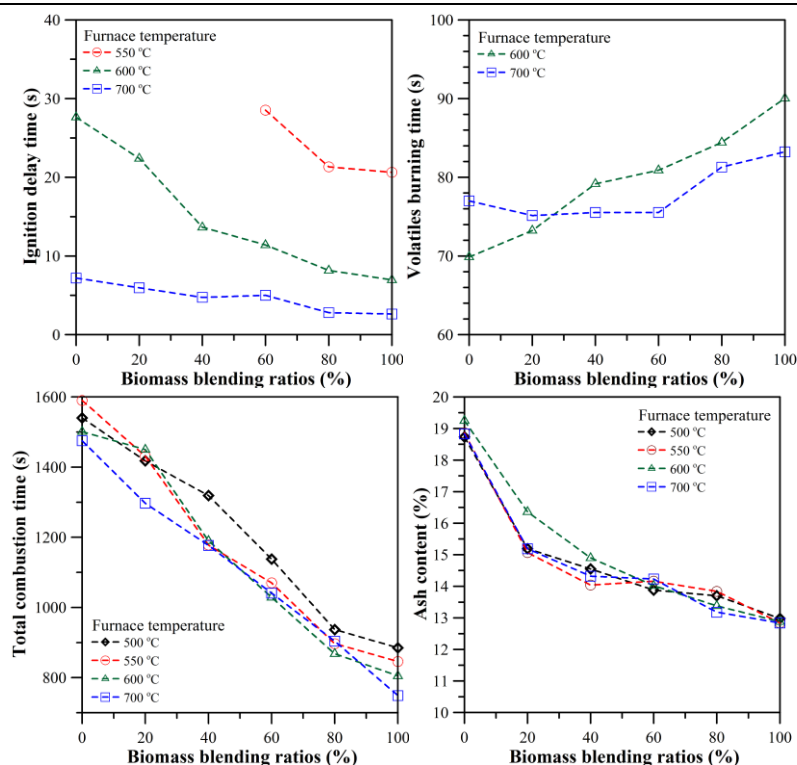 40
30
20
10
0
Ignition delay time (s)
Furnace temperature
550 °C
600 °C
700 °C
0 20 40 60 80 100
Biomass blending ratios (%)
100
90
80
70
60
Volatiles burning time (s)
Furnace temperature
600 °C
700 °C
0 20 40 60 80 100
Biomass blending ratios (%)
1600
1400
1200
1000
800
Total combustion time (s)
Furnace temperature
500 °C
550 °C
600 °C
700 °C
0 20 40 60 80 100
Biomass blending ratios (%)
20
19
18
17
16
15
14
13
12
11
10
Ash content (%)
Furnace temperature
500 °C
550 °C
600 °C
700 °C
0 20 40 60 80 100
Biomass blending ratios (%)